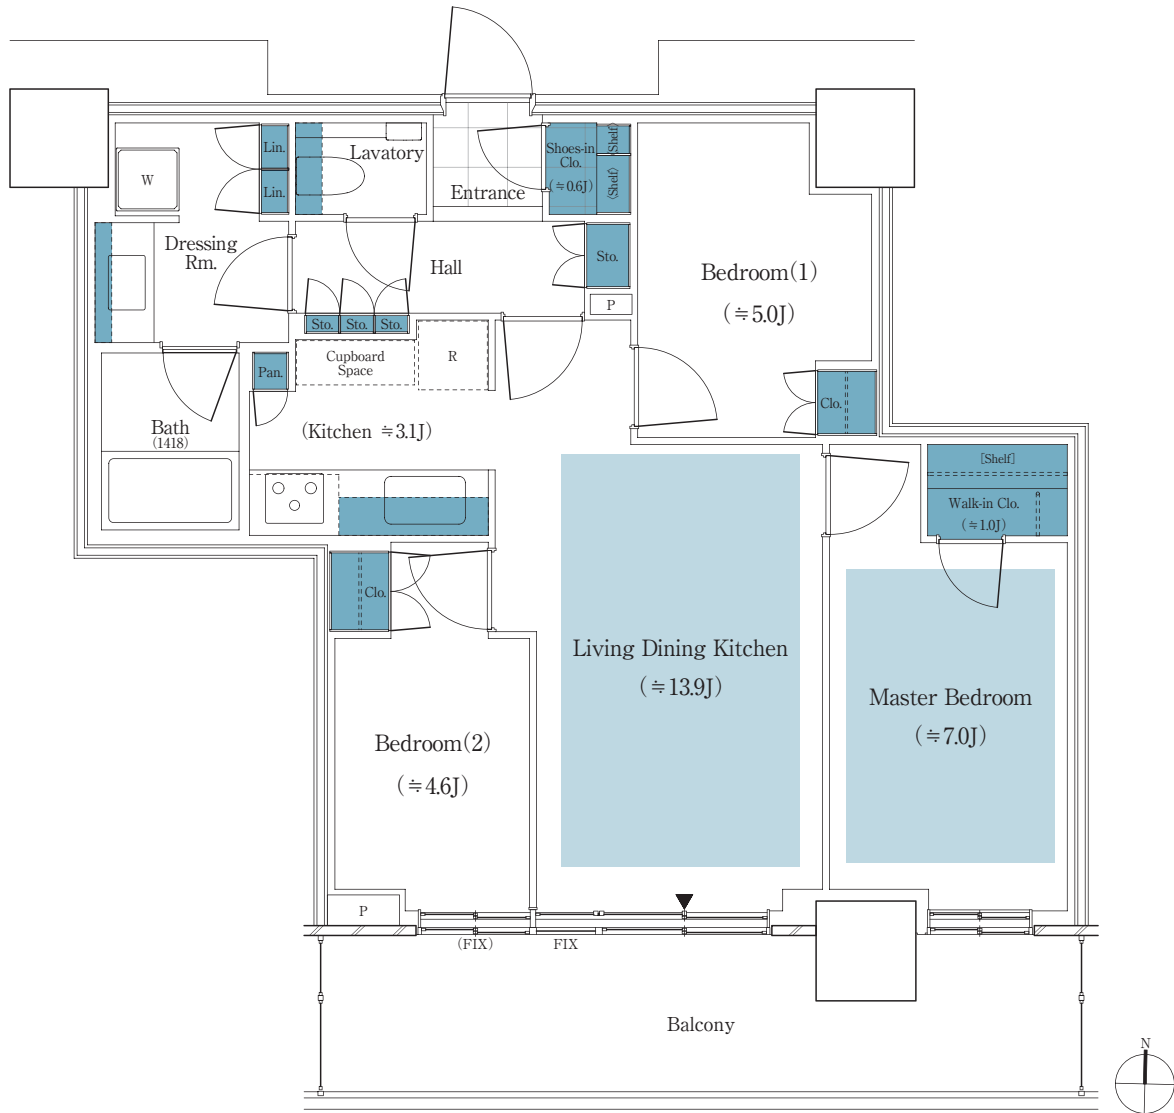 Lin.
Lin.
W
Lavatory
Entrance
Shoes-in
Clo.
(≒0.6J)
〈Shelf〉
〈Shelf〉
Dressing
Rm.
Hall
Sto.
P
Bedroom(1)
(≒5.0J)
Sto.
Sto.
Sto.
Cupboard
Space
R
Pan.
Bath
(1418)
(Kitchen ≒3.1J)
Clo.
[Shelf]
Walk-in Clo.
(≒1.0J)
Clo.
Living Dining Kitchen
(≒13.9J)
Master Bedroom
(≒7.0J)
Bedroom(2)
(≒4.6J)
P
(FIX)
FIX
Balcony
N